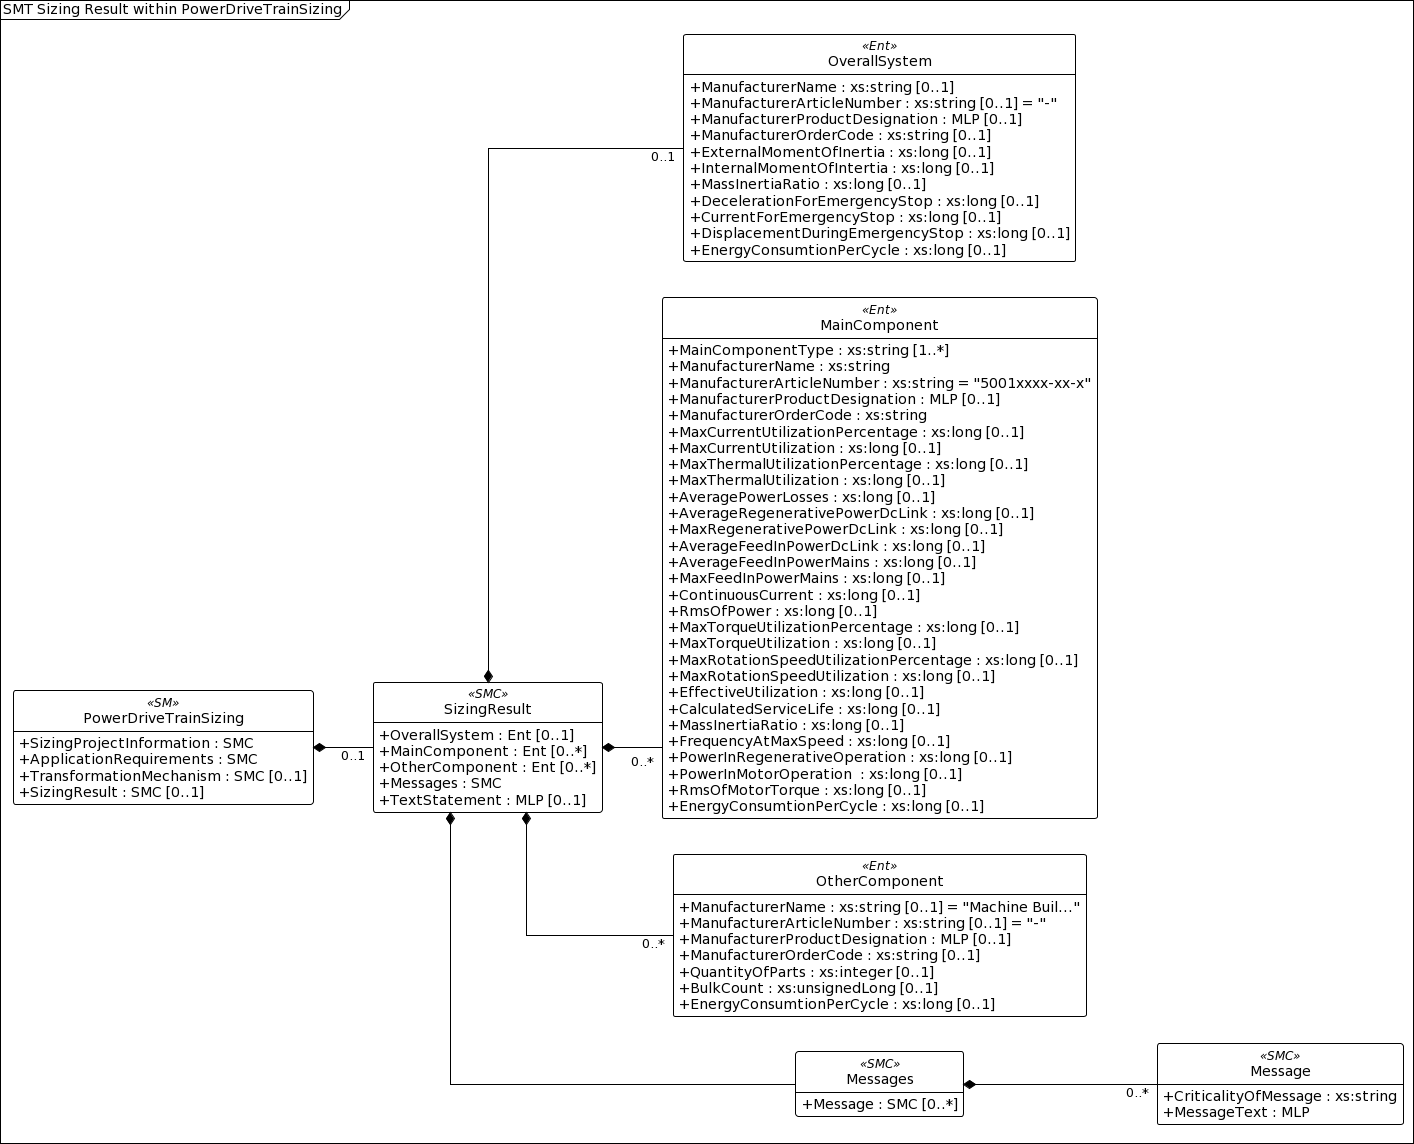 SMT Sizing Result within PowerDriveTrainSizing
«Ent»
OverallSystem
+ManufacturerName : xs:string [0..1]
+ManufacturerArticleNumber : xs:string [0..1] = "-"
+ManufacturerProductDesignation : MLP [0..1]
+ManufacturerOrderCode : xs:string [0..1]
+ExternalMomentOfInertia : xs:long [0..1]
+InternalMomentOfIntertia : xs:long [0..1]
+MassInertiaRatio : xs:long [0..1]
+DecelerationForEmergencyStop : xs:long [0..1]
+CurrentForEmergencyStop : xs:long [0..1]
+DisplacementDuringEmergencyStop : xs:long [0..1]
+EnergyConsumtionPerCycle : xs:long [0..1]
0..1
«Ent»
MainComponent
+MainComponentType : xs:string [1..*]
+ManufacturerName : xs:string
+ManufacturerArticleNumber : xs:string = "5001xxxx-xx-x"
+ManufacturerProductDesignation : MLP [0..1]
+ManufacturerOrderCode : xs:string
+MaxCurrentUtilizationPercentage : xs:long [0..1]
+MaxCurrentUtilization : xs:long [0..1]
+MaxThermalUtilizationPercentage : xs:long [0..1]
+MaxThermalUtilization : xs:long [0..1]
+AveragePowerLosses : xs:long [0..1]
+AverageRegenerativePowerDcLink : xs:long [0..1]
+MaxRegenerativePowerDcLink : xs:long [0..1]
+AverageFeedInPowerDcLink : xs:long [0..1]
+AverageFeedInPowerMains : xs:long [0..1]
+MaxFeedInPowerMains : xs:long [0..1]
+ContinuousCurrent : xs:long [0..1]
+RmsOfPower : xs:long [0..1]
+MaxTorqueUtilizationPercentage : xs:long [0..1]
+MaxTorqueUtilization : xs:long [0..1]
+MaxRotationSpeedUtilizationPercentage : xs:long [0..1]
+MaxRotationSpeedUtilization : xs:long [0..1]
+EffectiveUtilization : xs:long [0..1]
+CalculatedServiceLife : xs:long [0..1]
+MassInertiaRatio : xs:long [0..1]
+FrequencyAtMaxSpeed : xs:long [0..1]
+PowerInRegenerativeOperation : xs:long [0..1]
+PowerInMotorOperation  : xs:long [0..1]
+RmsOfMotorTorque : xs:long [0..1]
+EnergyConsumtionPerCycle : xs:long [0..1]
«SM»
PowerDriveTrainSizing
+SizingProjectInformation : SMC
+ApplicationRequirements : SMC
+TransformationMechanism : SMC [0..1]
+SizingResult : SMC [0..1]
0..1
«SMC»
SizingResult
+OverallSystem : Ent [0..1]
+MainComponent : Ent [0..*]
+OtherComponent : Ent [0..*]
+Messages : SMC
+TextStatement : MLP [0..1]
0..*
«Ent»
OtherComponent
+ManufacturerName : xs:string [0..1] = "Machine Buil..."
+ManufacturerArticleNumber : xs:string [0..1] = "-"
+ManufacturerProductDesignation : MLP [0..1]
+ManufacturerOrderCode : xs:string [0..1]
+QuantityOfParts : xs:integer [0..1]
+BulkCount : xs:unsignedLong [0..1]
+EnergyConsumtionPerCycle : xs:long [0..1]
0..*
«SMC»
Messages
+Message : SMC [0..*]
0..*
«SMC»
Message
+CriticalityOfMessage : xs:string
+MessageText : MLP